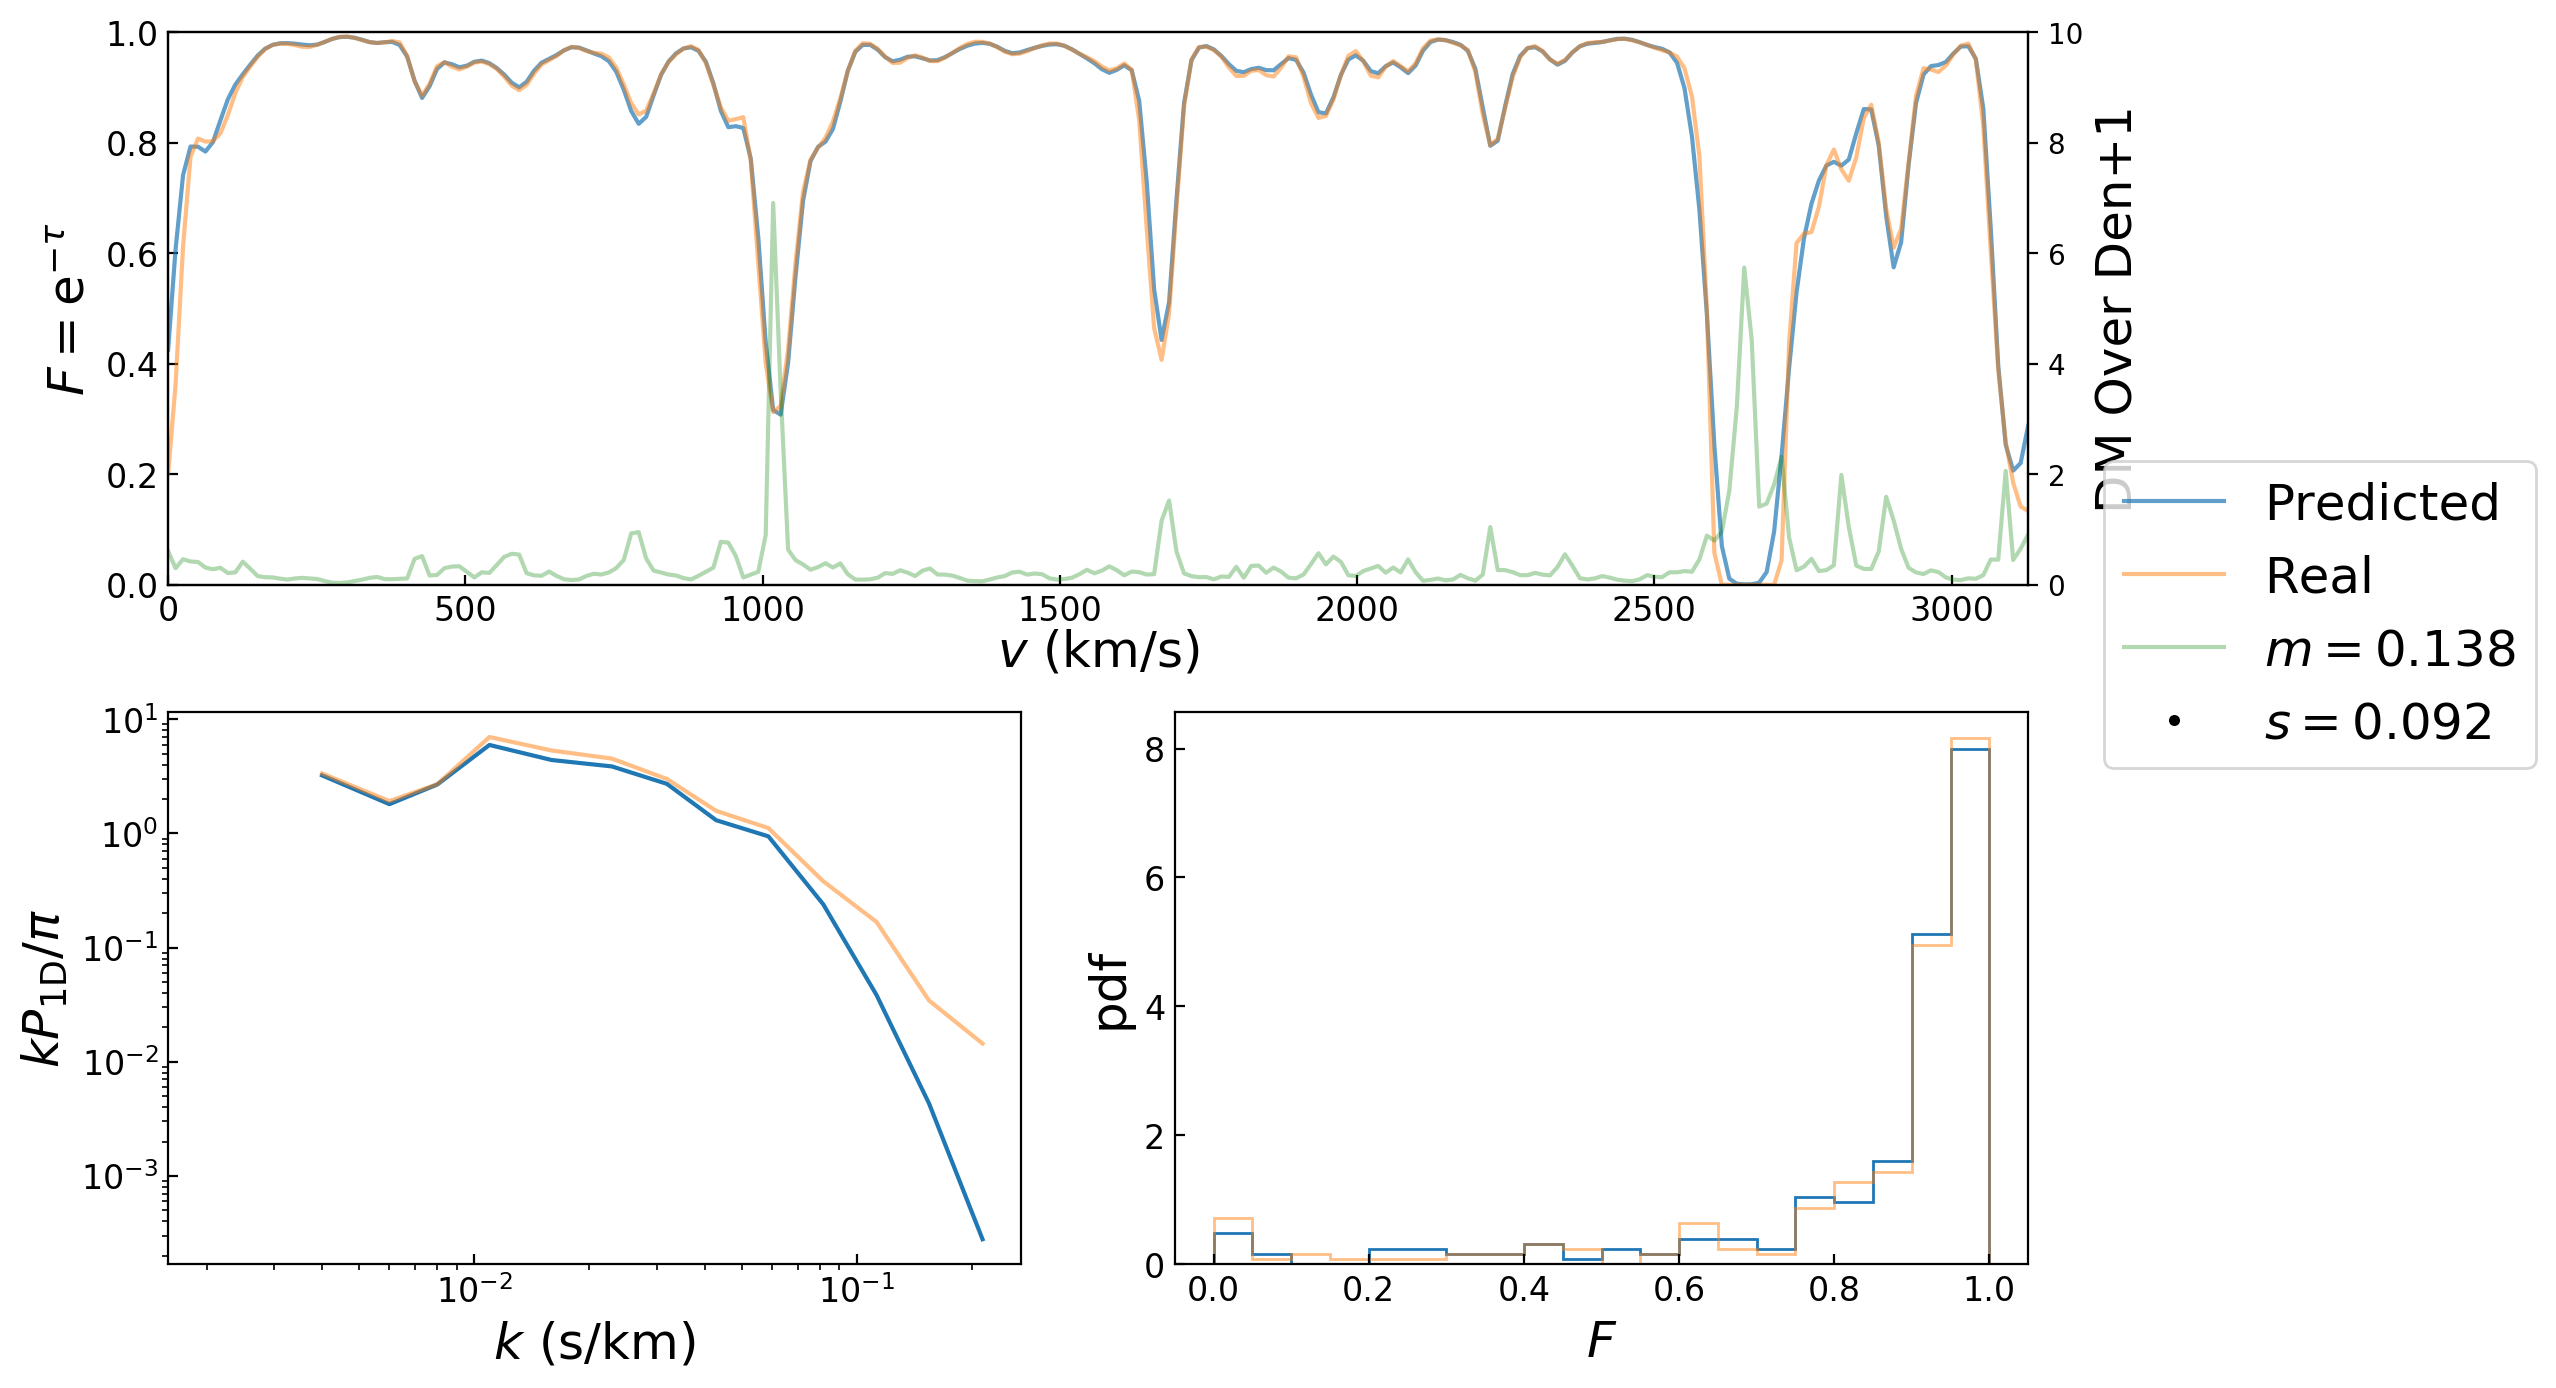 1.0
0.8
0.6
0.4
0.2
0.0
F = e^{−τ}
10
8
6
4
2
0
DM Over Den+1
0 500 1000 1500 2000 2500 3000
v (km/s)
Predicted
Real
m = 0.138
s = 0.092
10^1
10^0
10^{−1}
10^{−2}
10^{−3}
kP_{1D}/π
10^{−2} 10^{−1}
k (s/km)
8
6
4
2
0
pdf
0.0 0.2 0.4 0.6 0.8 1.0
F